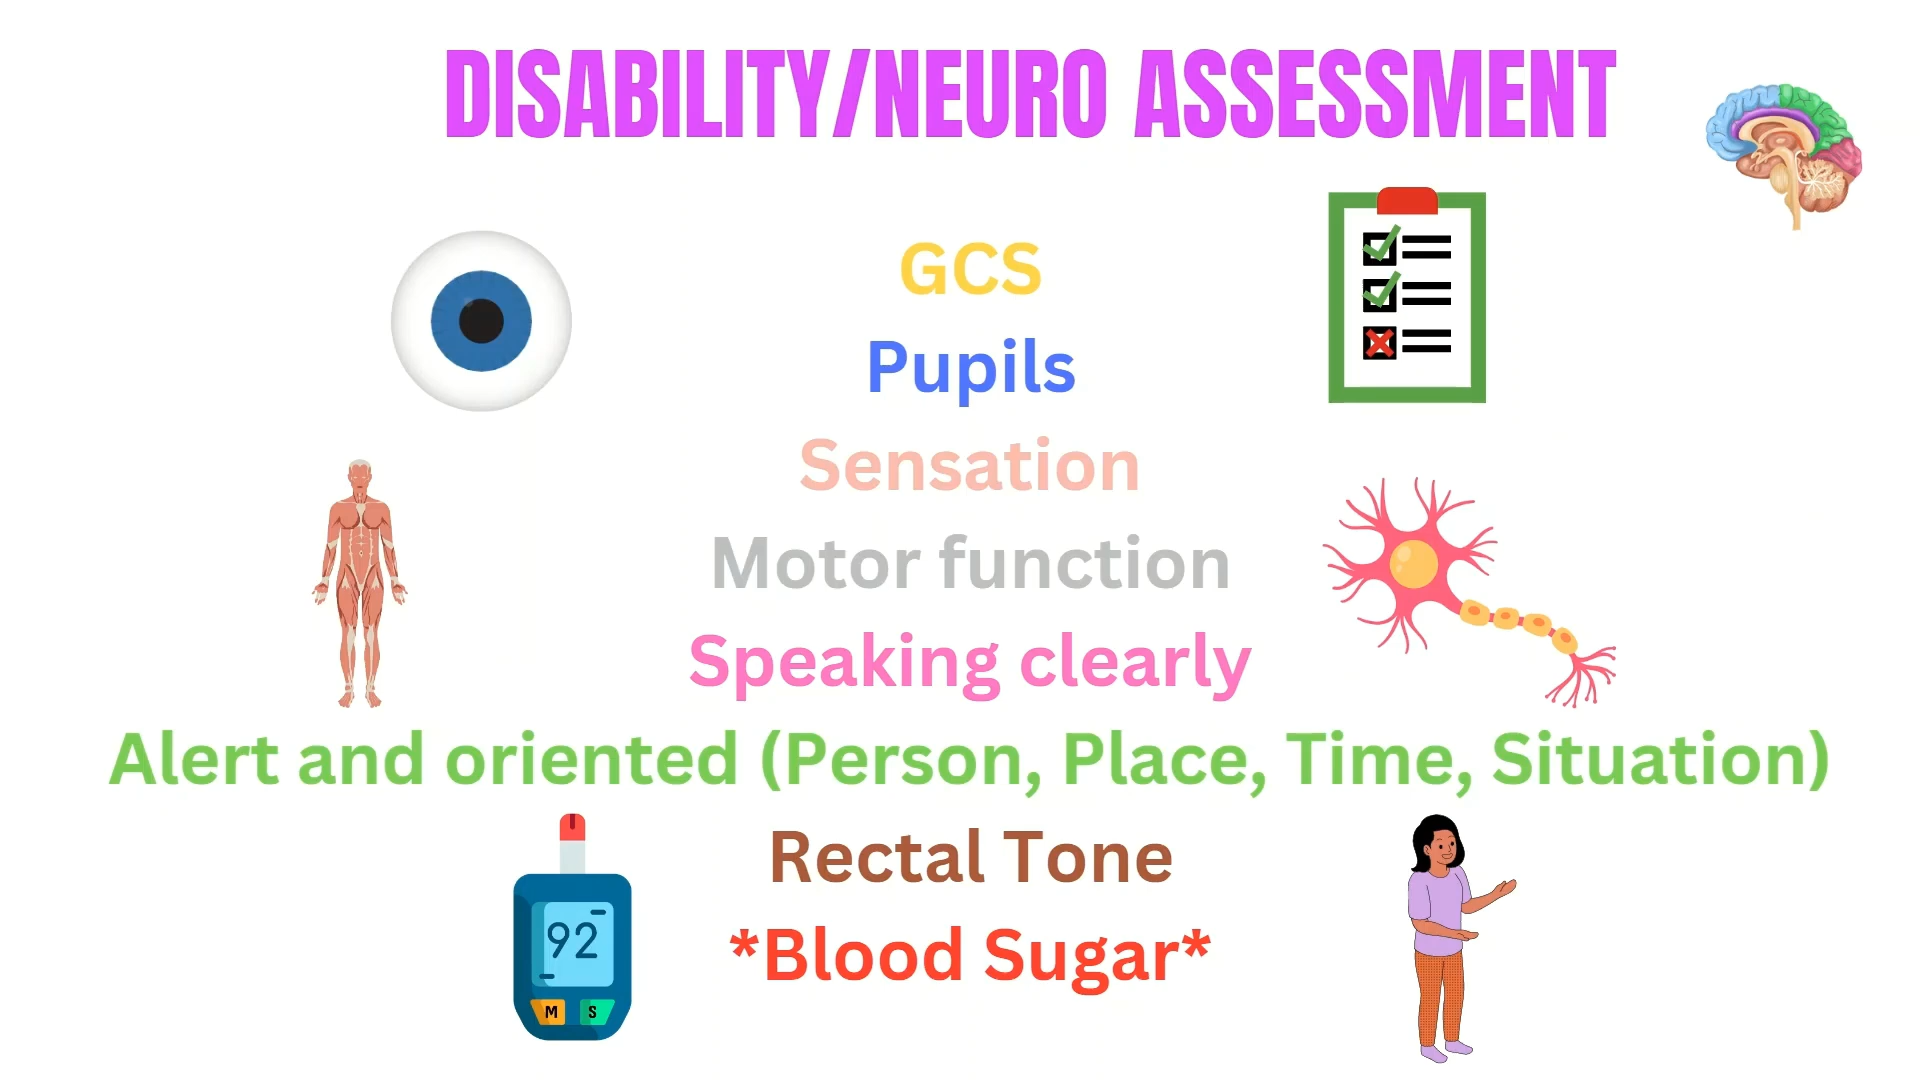 DISABILITY/NEURO ASSESSMENT
GCS
Pupils
Sensation
Motor function
Speaking clearly
Alert and oriented (Person, Place, Time, Situation)
Rectal Tone
*Blood Sugar*
92
M S